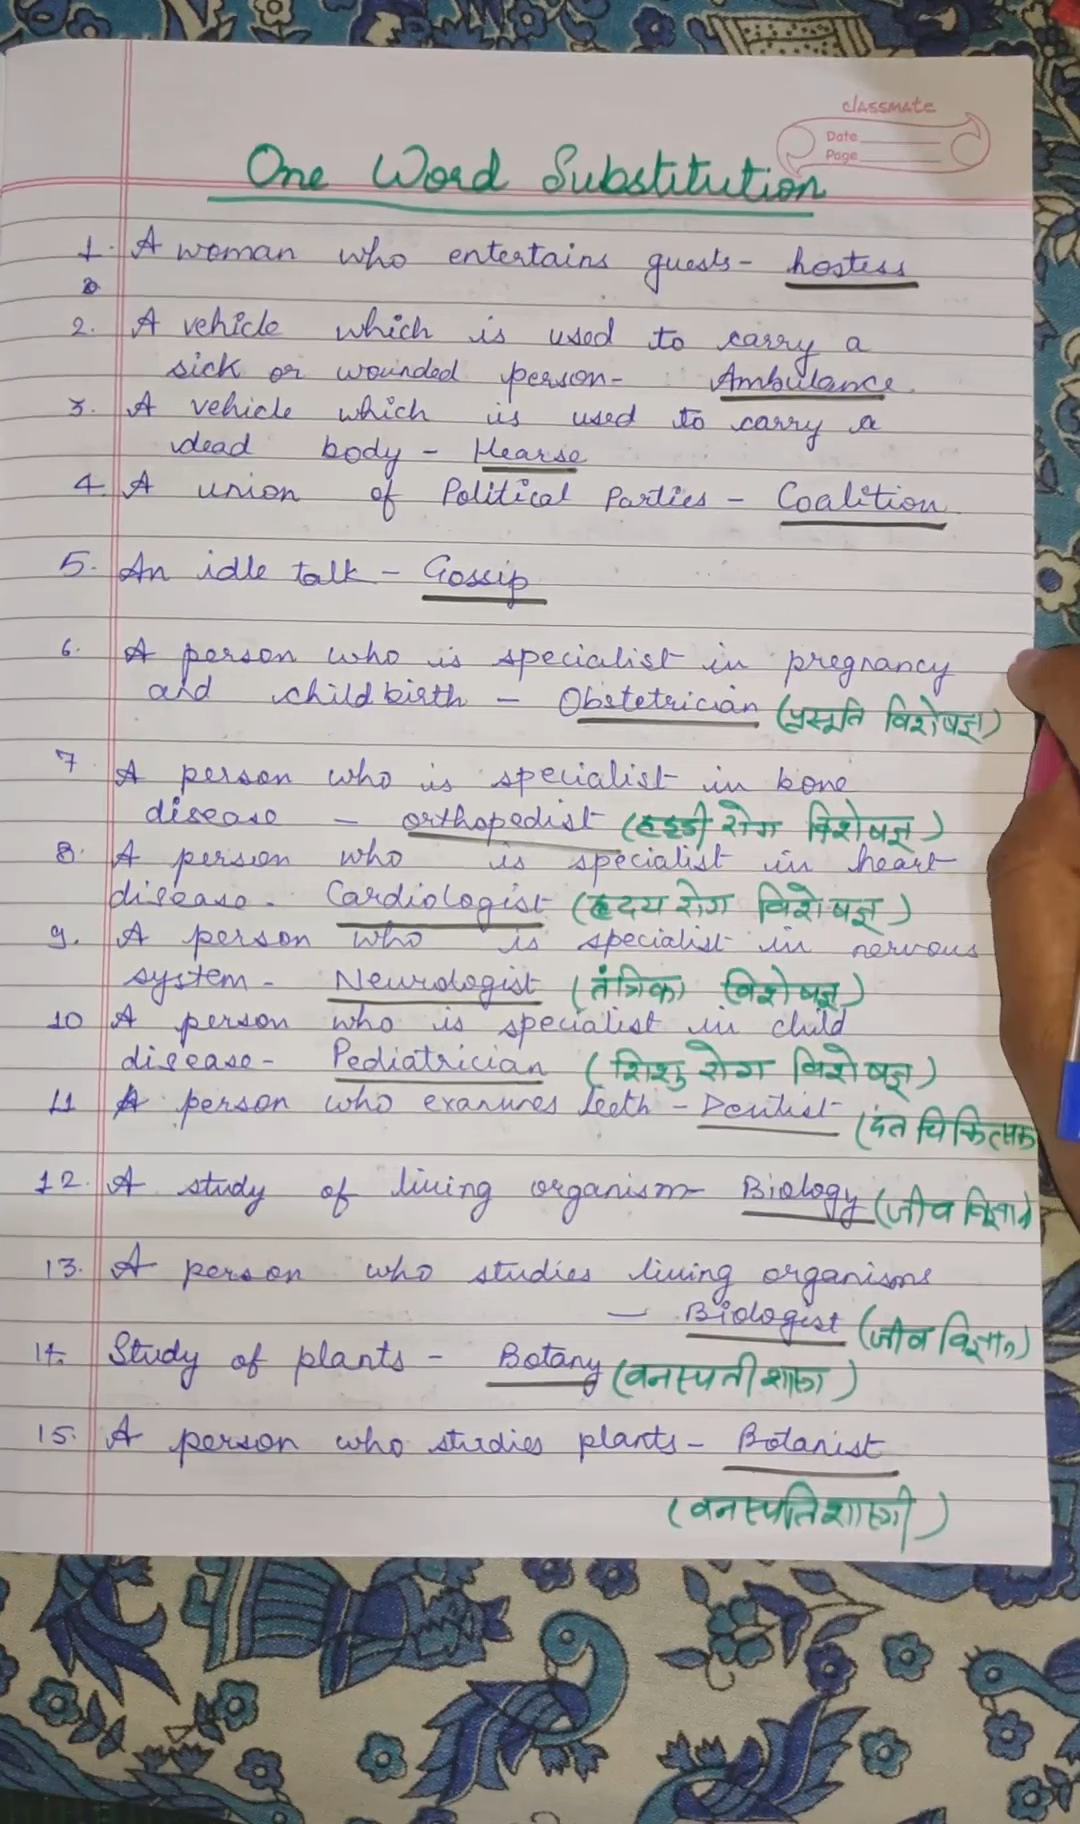 classmate
Date
Page
One Word Substitution
1. A woman who entertains guests - hostess
2. A vehicle which is used to carry a
sick or wounded person - Ambulance
3. A vehicle which is used to carry a
dead body - Hearse
4. A union of Political Parties - Coalition
5. An idle talk - Gossip
6. A person who is specialist in pregnancy
and childbirth - Obstetrician (प्रसूति विशेषज्ञ)
7 A person who is specialist in bone
disease - orthopedist (हड्डी रोग विशेषज्ञ)
8. A person who is specialist in heart
disease - Cardiologist (हृदय रोग विशेषज्ञ)
9. A person who is specialist in nervous
system - Neurologist (तंत्रिका विशेषज्ञ)
10 A person who is specialist in child
disease - Pediatrician (शिशु रोग विशेषज्ञ)
11 A person who examines teeth - Dentist (दंत चिकित्सक
12. A study of living organism - Biology (जीव विज्ञान)
13. A person who studies living organisms
- Biologist (जीव विज्ञान)
14. Study of plants - Botany (वनस्पती शास्त्र)
15. A person who studies plants - Botanist
(वनस्पति शास्त्री)